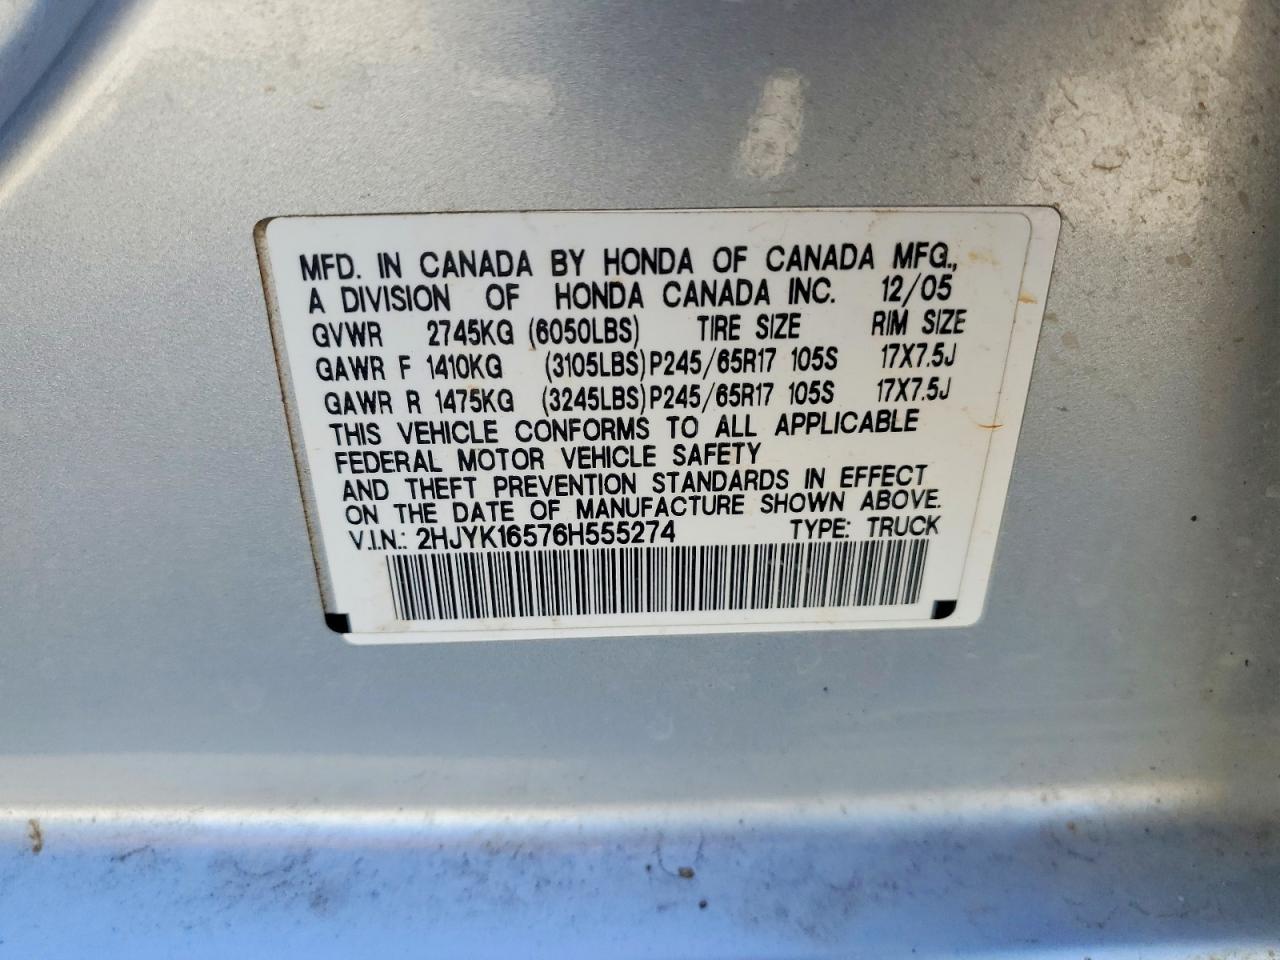 MFD. IN CANADA BY HONDA OF CANADA MFG.,
A DIVISION OF HONDA CANADA INC. 12/05
GVWR 2745KG (6050LBS) TIRE SIZE RIM SIZE
GAWR F 1410KG (3105LBS) P245/65R17 105S 17X7.5J
GAWR R 1475KG (3245LBS) P245/65R17 105S 17X7.5J
THIS VEHICLE CONFORMS TO ALL APPLICABLE
FEDERAL MOTOR VEHICLE SAFETY
AND THEFT PREVENTION STANDARDS IN EFFECT
ON THE DATE OF MANUFACTURE SHOWN ABOVE.
V.I.N.: 2HJYK16576H555274 TYPE: TRUCK